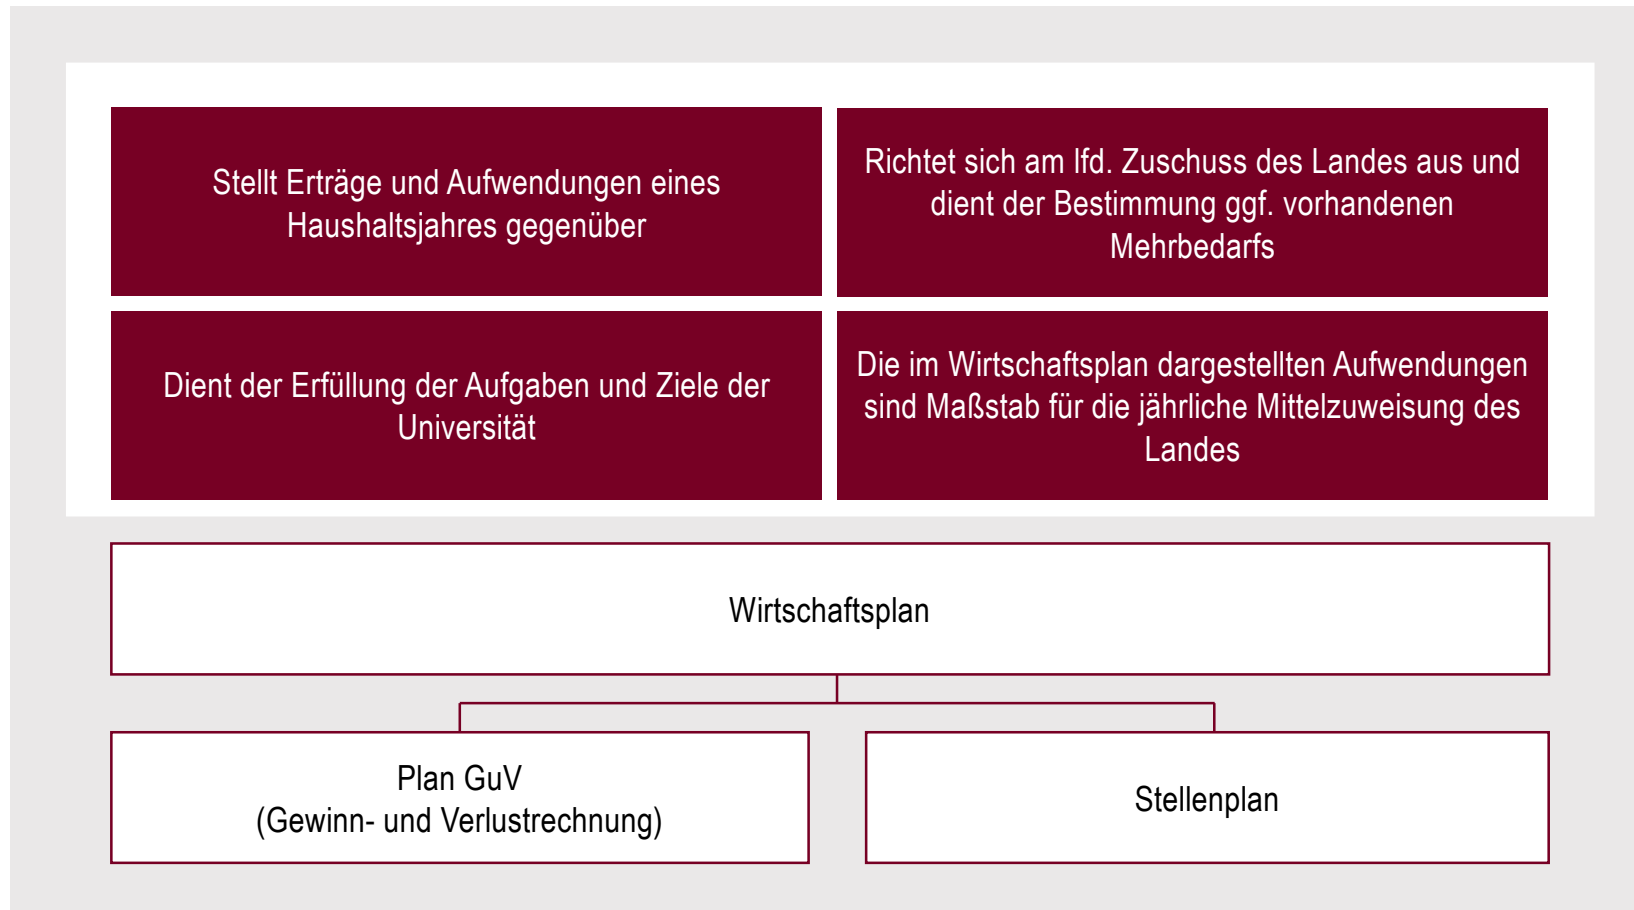 Stellt Erträge und Aufwendungen eines
Haushaltsjahres gegenüber
Richtet sich am lfd. Zuschuss des Landes aus und
dient der Bestimmung ggf. vorhandenen
Mehrbedarfs
Dient der Erfüllung der Aufgaben und Ziele der
Universität
Die im Wirtschaftsplan dargestellten Aufwendungen
sind Maßstab für die jährliche Mittelzuweisung des
Landes
Wirtschaftsplan
Plan GuV
(Gewinn- und Verlustrechnung)
Stellenplan